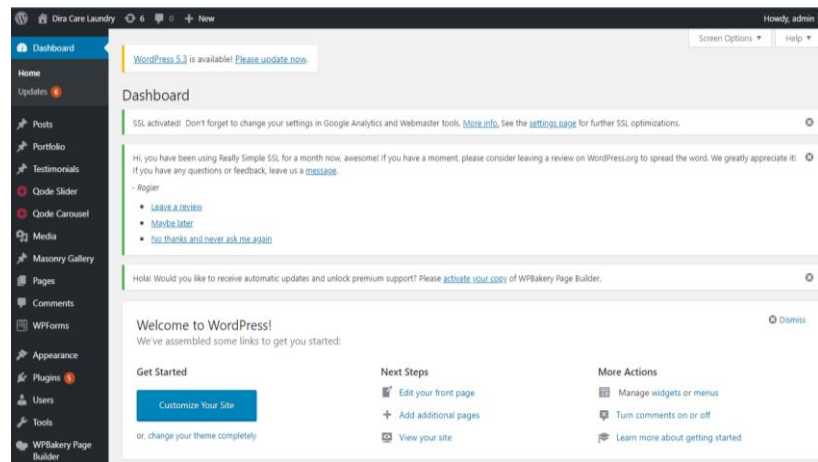 Dira Care Laundry 6 0 + New Howdy, admin
Screen Options ▼ Help ▼
Dashboard
Home
Updates 6
Posts
Portfolio
Testimonials
Qode Slider
Qode Carousel
Media
Masonry Gallery
Pages
Comments
WPForms
Appearance
Plugins 5
Users
Tools
WPBakery Page
Builder
WordPress 5.3 is available! Please update now.
Dashboard
SSL activated! Don't forget to change your settings in Google Analytics and Webmaster tools. More info. See the settings page for further SSL optimizations.
Hi, you have been using Really Simple SSL for a month now, awesome! If you have a moment, please consider leaving a review on WordPress.org to spread the word. We greatly appreciate it!
If you have any questions or feedback, leave us a message.
- Rogier
Leave a review
Maybe later
No thanks and never ask me again
Hola! Would you like to receive automatic updates and unlock premium support? Please activate your copy of WPBakery Page Builder.
Welcome to WordPress!
Dismiss
We've assembled some links to get you started:
Get Started
Customize Your Site
or, change your theme completely
Next Steps
Edit your front page
Add additional pages
View your site
More Actions
Manage widgets or menus
Turn comments on or off
Learn more about getting started